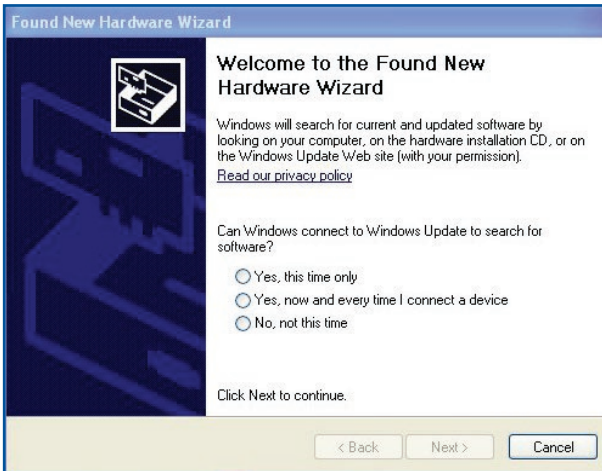 Found New Hardware Wizard
Welcome to the Found New
Hardware Wizard
Windows will search for current and updated software by
looking on your computer, on the hardware installation CD, or on
the Windows Update Web site (with your permission).
Read our privacy policy
Can Windows connect to Windows Update to search for
software?
Yes, this time only
Yes, now and every time I connect a device
No, not this time
Click Next to continue.
< Back Next > Cancel